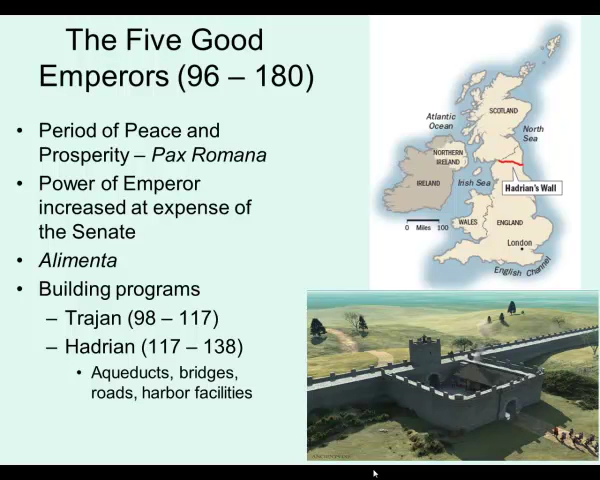 The Five Good
Emperors (96 – 180)
• Period of Peace and
Prosperity – Pax Romana
• Power of Emperor
increased at expense of
the Senate
• Alimenta
• Building programs
– Trajan (98 – 117)
– Hadrian (117 – 138)
• Aqueducts, bridges,
roads, harbor facilities
SCOTLAND
Atlantic
Ocean
North
Sea
NORTHERN
IRELAND
IRELAND
Irish Sea
Hadrian's Wall
WALES
ENGLAND
0 Miles 100
London
English Channel